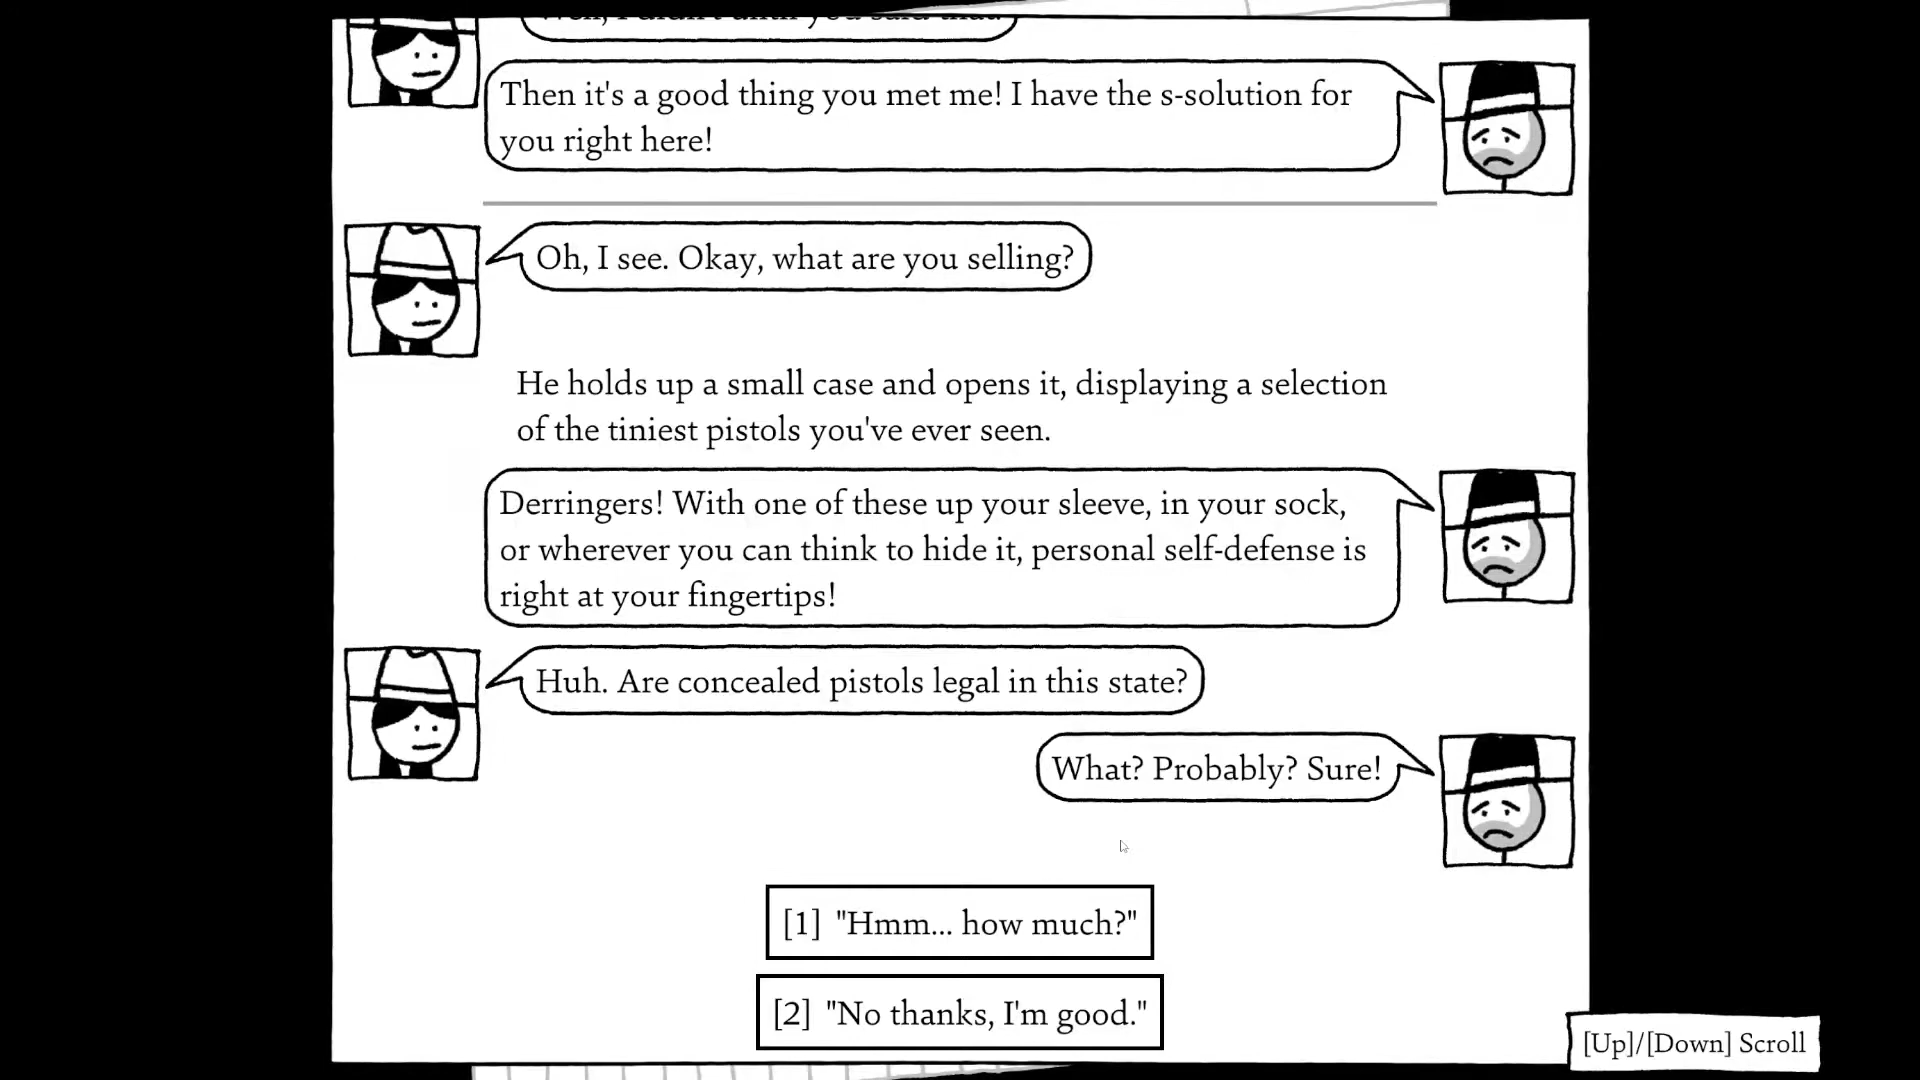 Then it's a good thing you met me! I have the s-solution for
you right here!
Oh, I see. Okay, what are you selling?
He holds up a small case and opens it, displaying a selection
of the tiniest pistols you've ever seen.
Derringers! With one of these up your sleeve, in your sock,
or wherever you can think to hide it, personal self-defense is
right at your fingertips!
Huh. Are concealed pistols legal in this state?
What? Probably? Sure!
[1] "Hmm... how much?"
[2] "No thanks, I'm good."
[Up]/[Down] Scroll